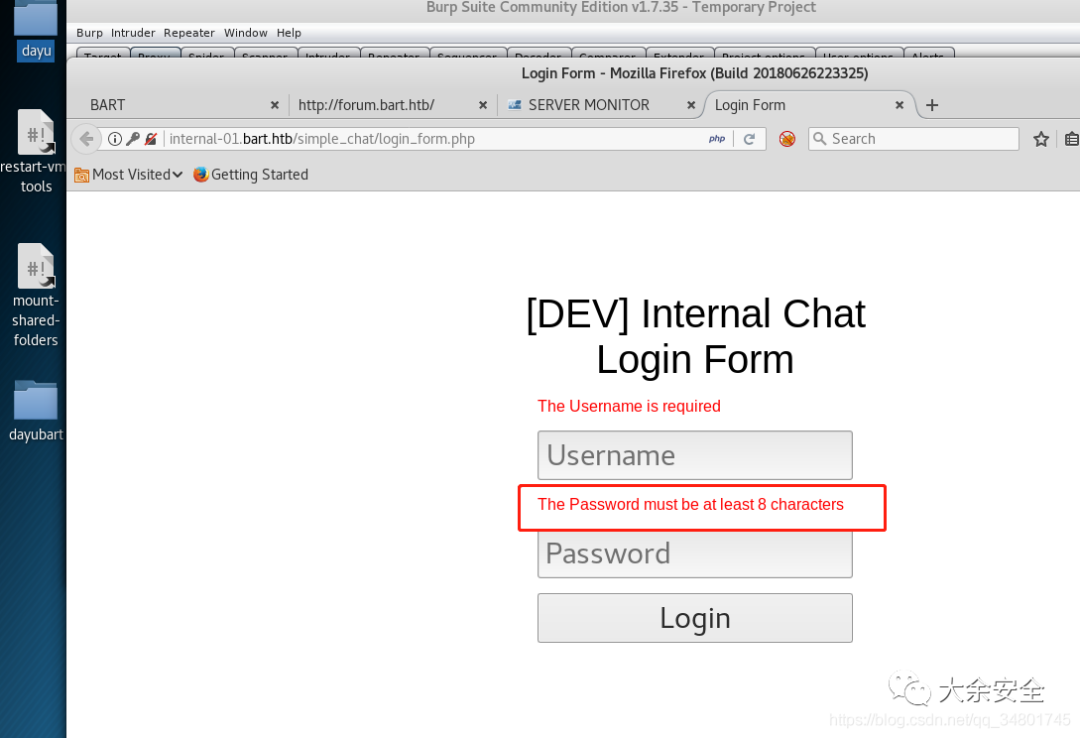 Burp Suite Community Edition v1.7.35 - Temporary Project
Burp Intruder Repeater Window Help
Target Proxy Spider Scanner Intruder Repeater Sequencer Decoder Comparer Extender Project options User options Alerts
Login Form - Mozilla Firefox (Build 20180626223325)
BART http://forum.bart.htb/ SERVER MONITOR Login Form
internal-01.bart.htb/simple_chat/login_form.php php Search
Most Visited Getting Started
dayu
#!
restart-vm
tools
#!
mount-
shared-
folders
dayubart
[DEV] Internal Chat
Login Form
The Username is required
Username
The Password must be at least 8 characters
Password
Login
大余安全
https://blog.csdn.net/qq_34801745